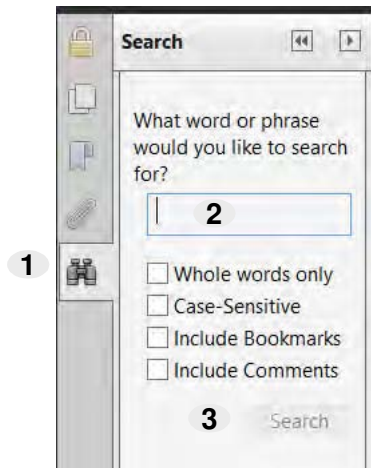 Search
What word or phrase
would you like to search
for?
2
1
Whole words only
Case-Sensitive
Include Bookmarks
Include Comments
3 Search